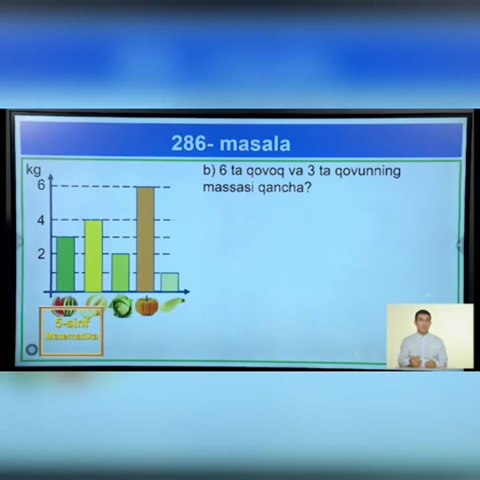 286- masala
kg
b) 6 ta qovoq va 3 ta qovunning
massasi qancha?
6
4
2
5-sinf
Matematika